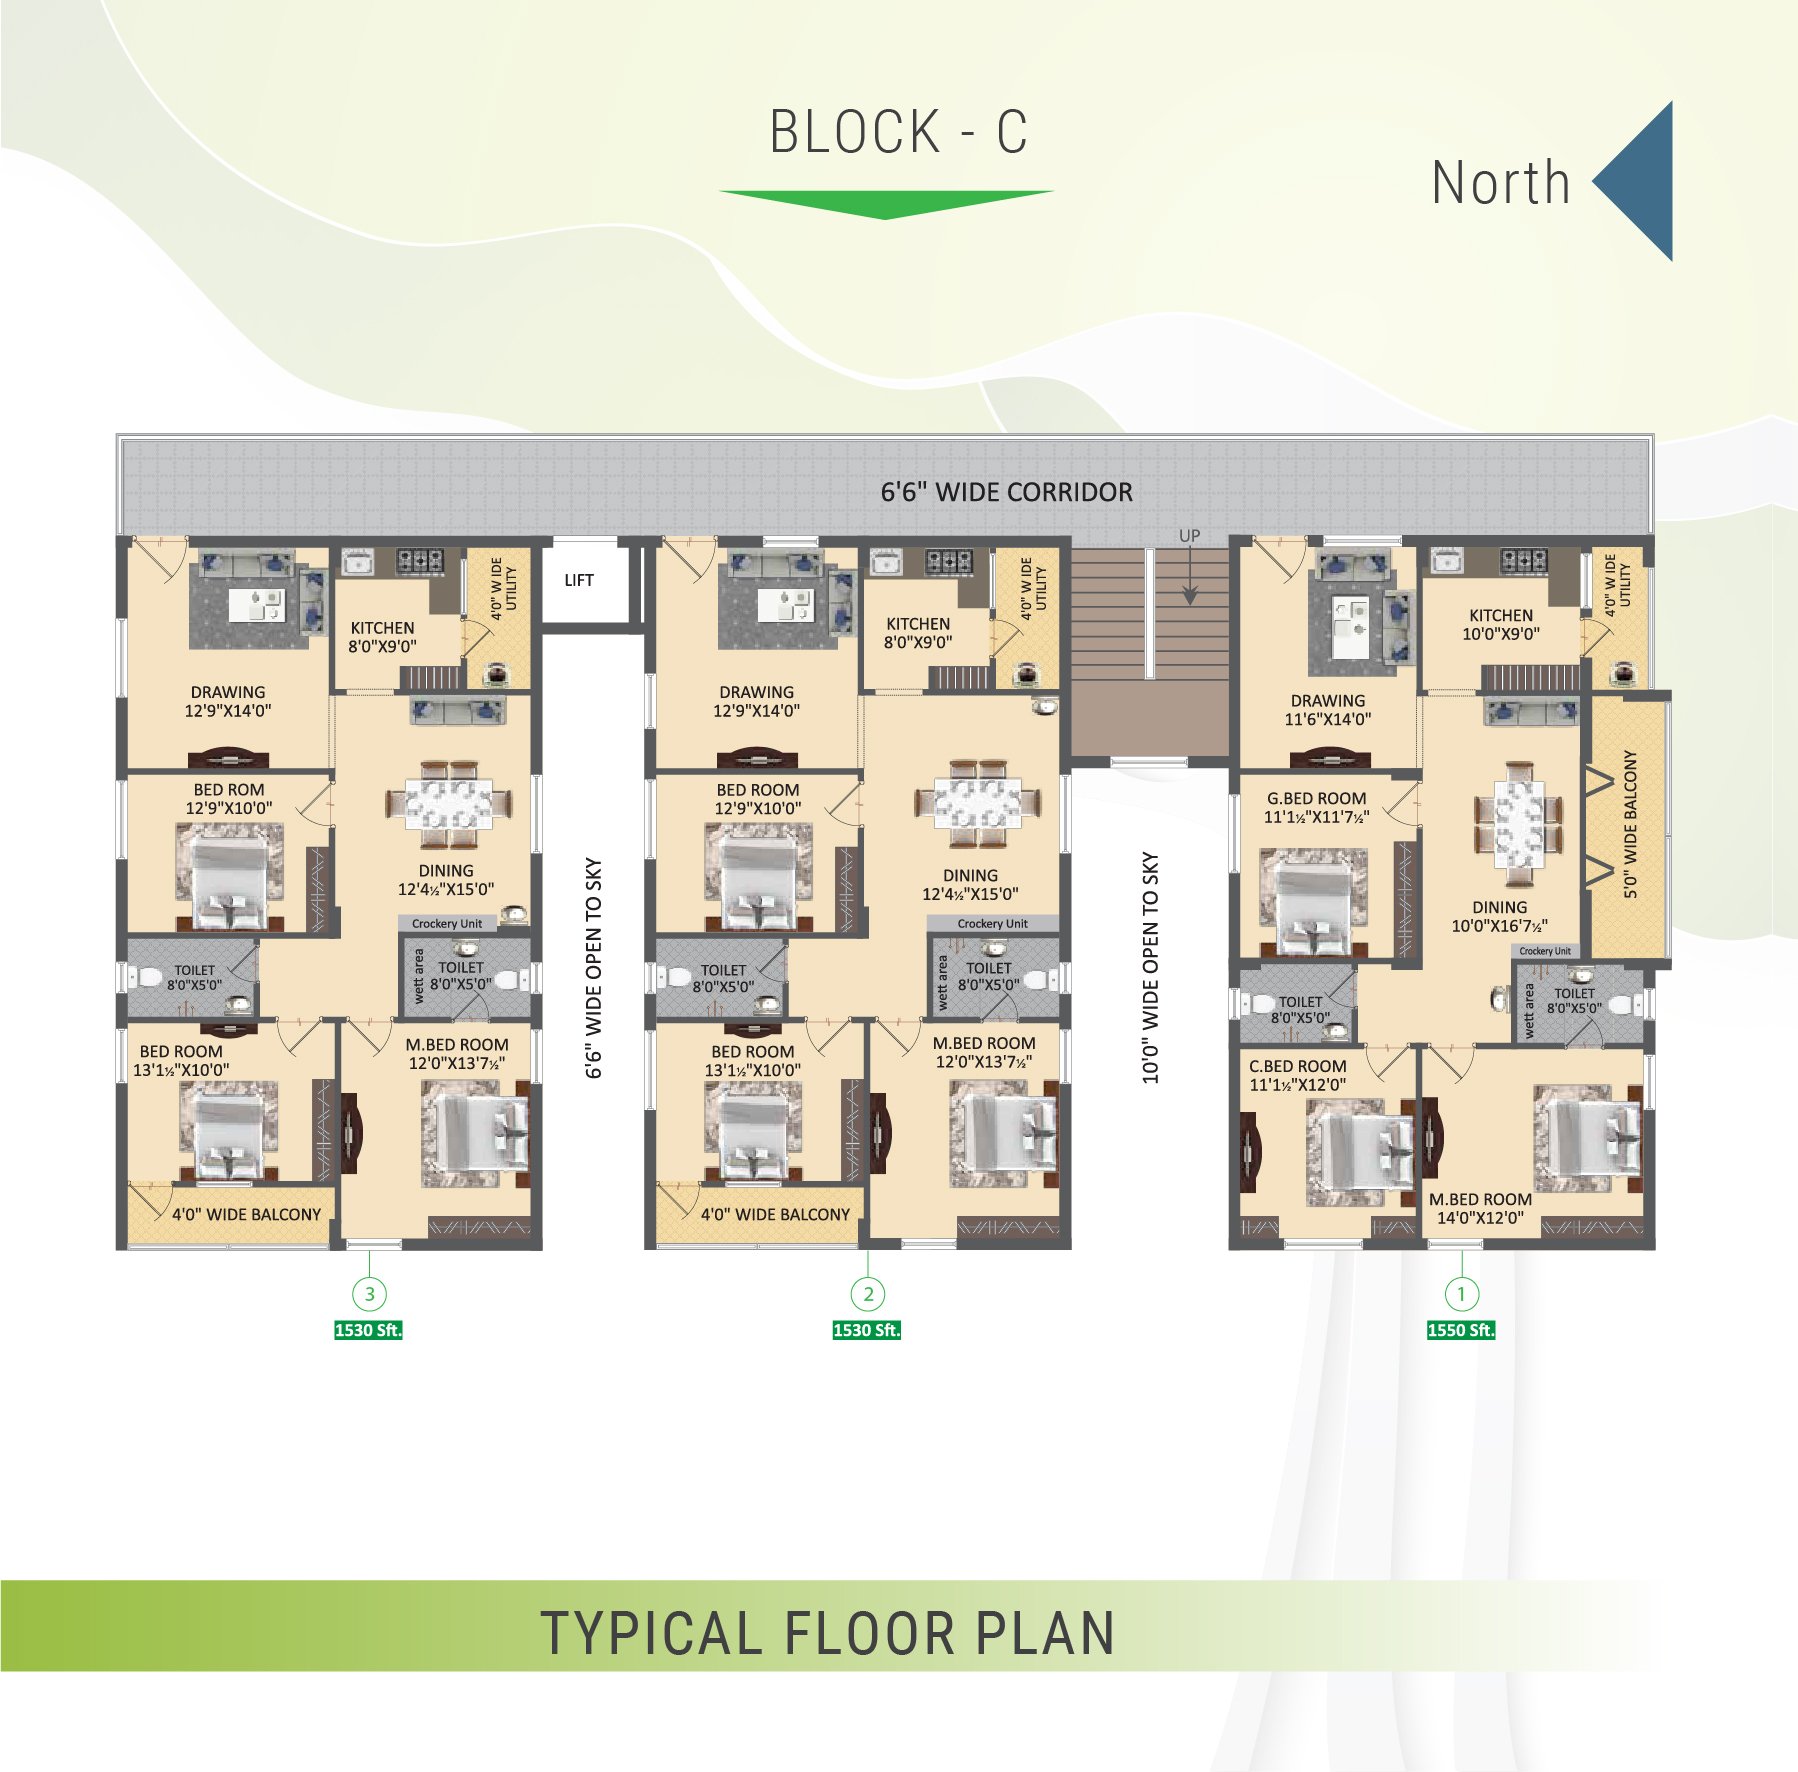 BLOCK - C
North
6'6" WIDE CORRIDOR
UP
LIFT
4'0" WIDE
UTILITY
KITCHEN
8'0"X9'0"
DRAWING
12'9"X14'0"
BED ROM
12'9"X10'0"
DINING
12'4½"X15'0"
Crockery Unit
TOILET
8'0"X5'0"
wett area
TOILET
8'0"X5'0"
BED ROOM
13'1½"X10'0"
M.BED ROOM
12'0"X13'7½"
4'0" WIDE BALCONY
3
1530 Sft.
6'6" WIDE OPEN TO SKY
4'0" WIDE
UTILITY
KITCHEN
8'0"X9'0"
DRAWING
12'9"X14'0"
BED ROOM
12'9"X10'0"
DINING
12'4½"X15'0"
Crockery Unit
TOILET
8'0"X5'0"
wett area
TOILET
8'0"X5'0"
BED ROOM
13'1½"X10'0"
M.BED ROOM
12'0"X13'7½"
4'0" WIDE BALCONY
2
1530 Sft.
10'0" WIDE OPEN TO SKY
4'0" WIDE
UTILITY
KITCHEN
10'0"X9'0"
DRAWING
11'6"X14'0"
G.BED ROOM
11'1½"X11'7½"
5'0" WIDE BALCONY
DINING
10'0"X16'7½"
Crockery Unit
TOILET
8'0"X5'0"
wett area
TOILET
8'0"X5'0"
C.BED ROOM
11'1½"X12'0"
M.BED ROOM
14'0"X12'0"
1
1550 Sft.
TYPICAL FLOOR PLAN